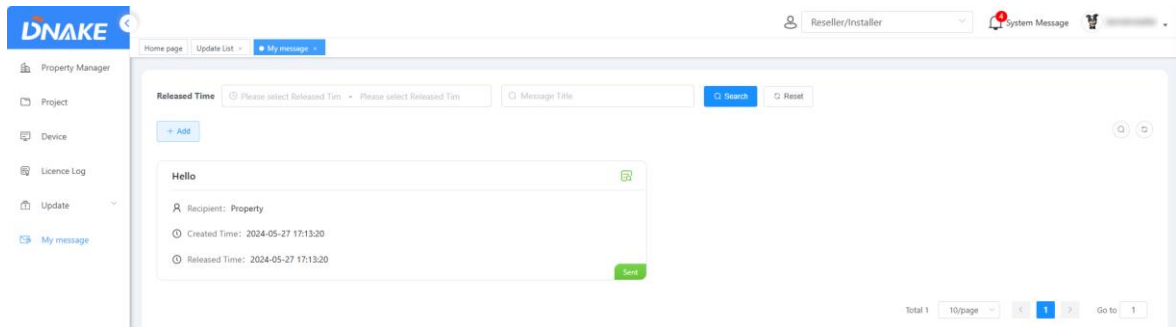 DNAKE
Reseller/Installer
4
System Message
Home page
Update List ×
My message ×
Property Manager
Project
Device
Licence Log
Update
My message
Released Time
Please select Released Tim - Please select Released Tim
Message Title
Search
Reset
+ Add
Hello
Recipient: Property
Created Time: 2024-05-27 17:13:20
Released Time: 2024-05-27 17:13:20
Sent
Total 1
10/page
< 1 >
Go to 1